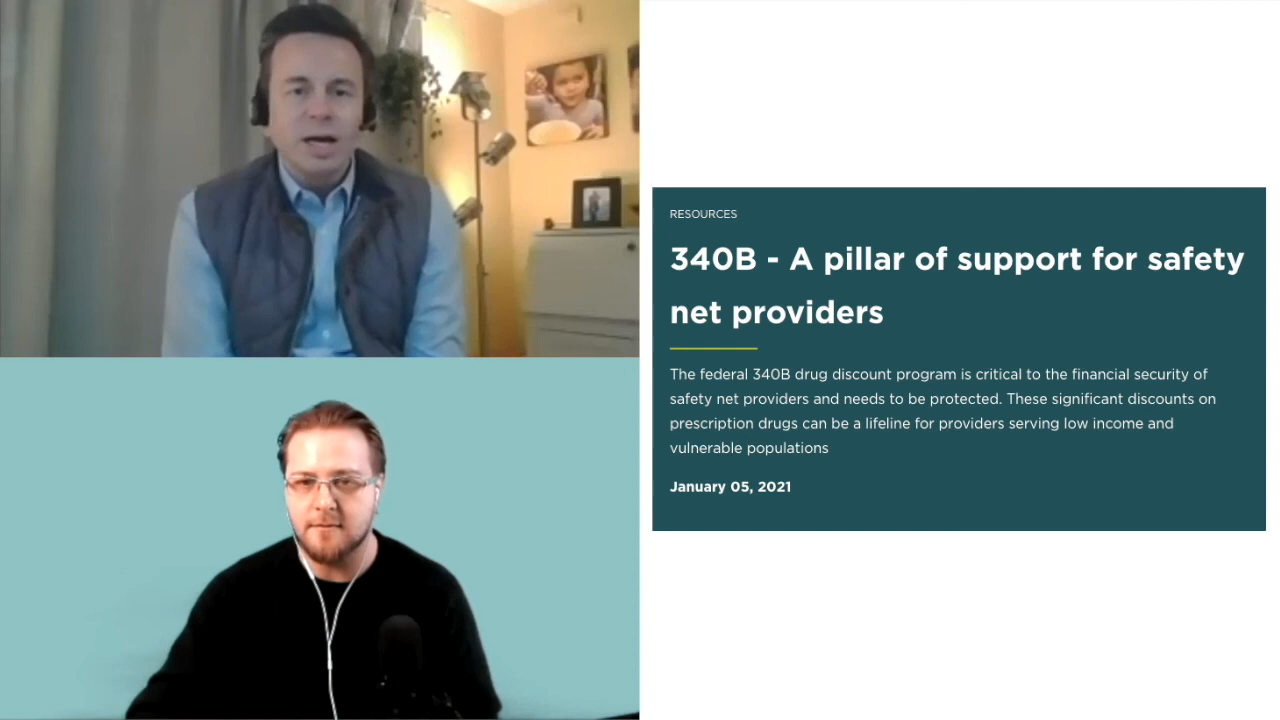 RESOURCES
340B - A pillar of support for safety
net providers
The federal 340B drug discount program is critical to the financial security of
safety net providers and needs to be protected. These significant discounts on
prescription drugs can be a lifeline for providers serving low income and
vulnerable populations
January 05, 2021